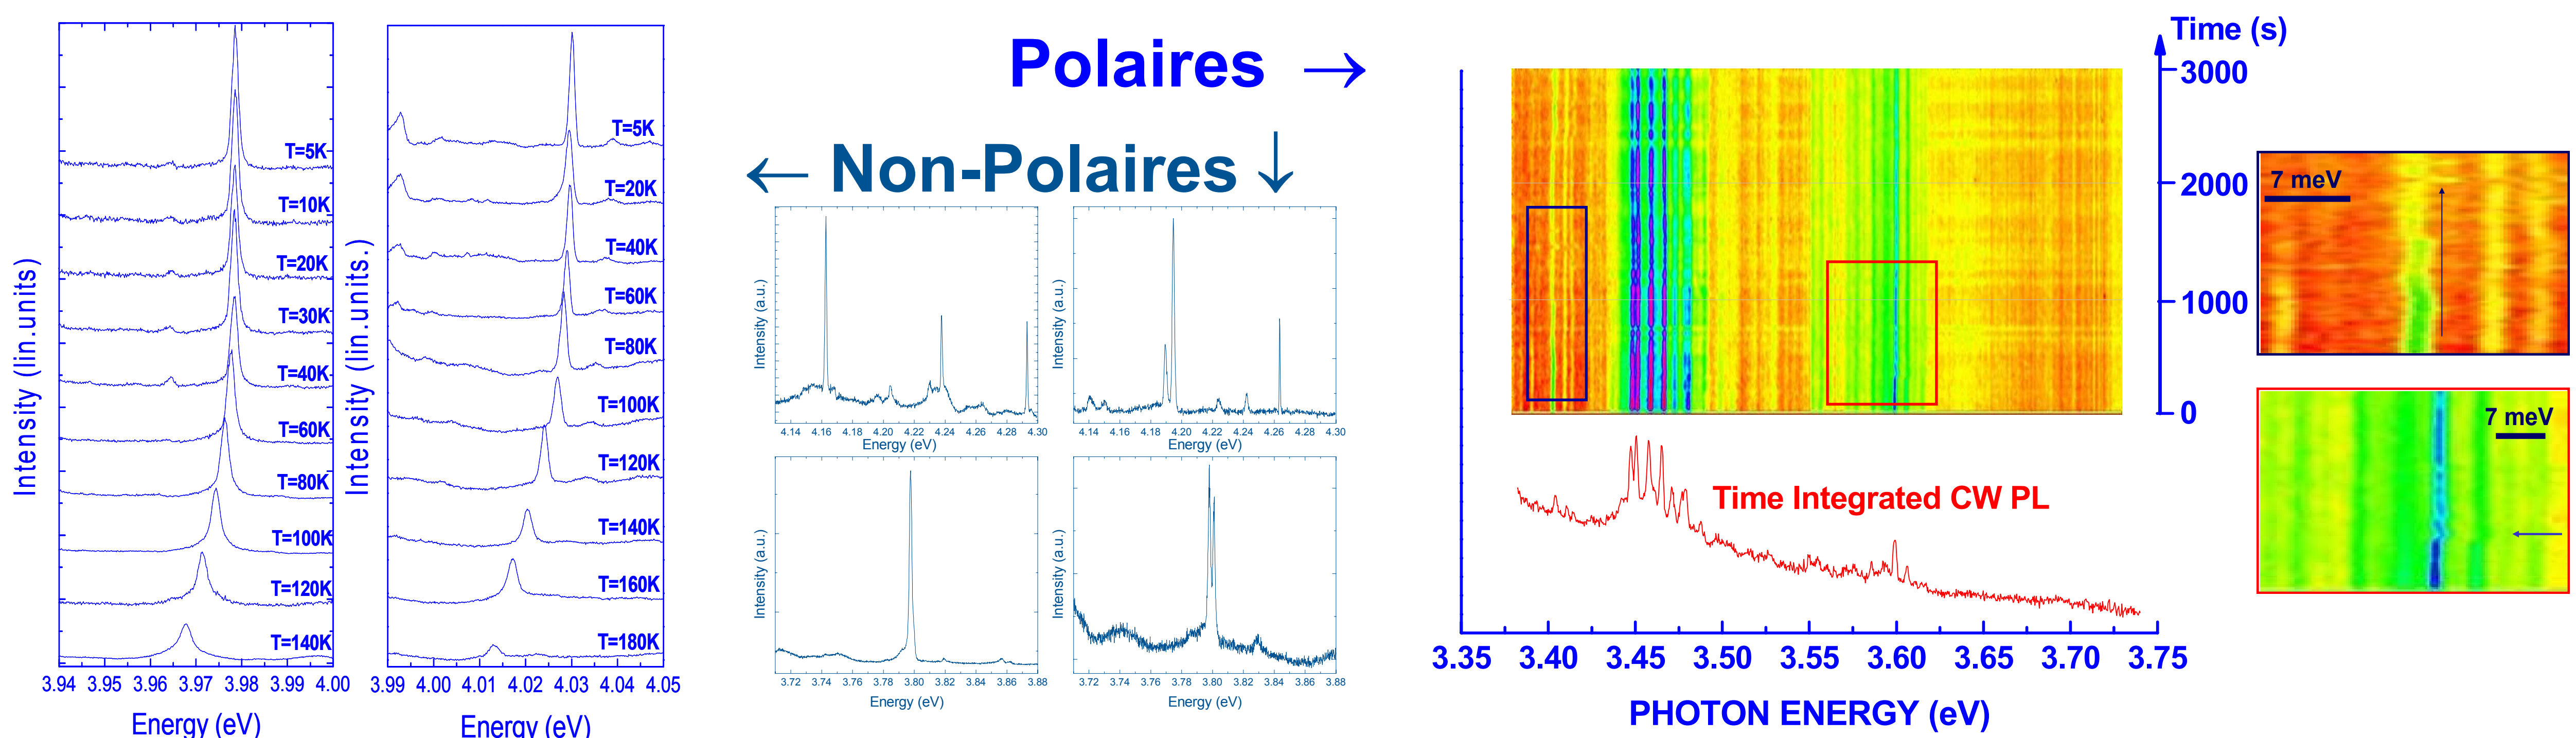 Intensity (lin.units)
T=5K
T=10K
T=20K
T=30K
T=40K
T=60K
T=80K
T=100K
T=120K
T=140K
3.94 3.95 3.96 3.97 3.98 3.99 4.00
Energy (eV)
Intensity (lin.units.)
T=5K
T=20K
T=40K
T=60K
T=80K
T=100K
T=120K
T=140K
T=160K
T=180K
3.99 4.00 4.01 4.02 4.03 4.04 4.05
Energy (eV)
Polaires →
← Non-Polaires ↓
Intensity (a.u.)
4.14 4.16 4.18 4.20 4.22 4.24 4.26 4.28 4.30
Energy (eV)
Intensity (a.u.)
4.14 4.16 4.18 4.20 4.22 4.24 4.26 4.28 4.30
Energy (eV)
Intensity (a.u.)
3.72 3.74 3.76 3.78 3.80 3.82 3.84 3.86 3.88
Energy (eV)
Intensity (a.u.)
3.72 3.74 3.76 3.78 3.80 3.82 3.84 3.86 3.88
Energy (eV)
Time (s)
3000
2000
1000
0
Time Integrated CW PL
3.35 3.40 3.45 3.50 3.55 3.60 3.65 3.70 3.75
PHOTON ENERGY (eV)
7 meV
7 meV